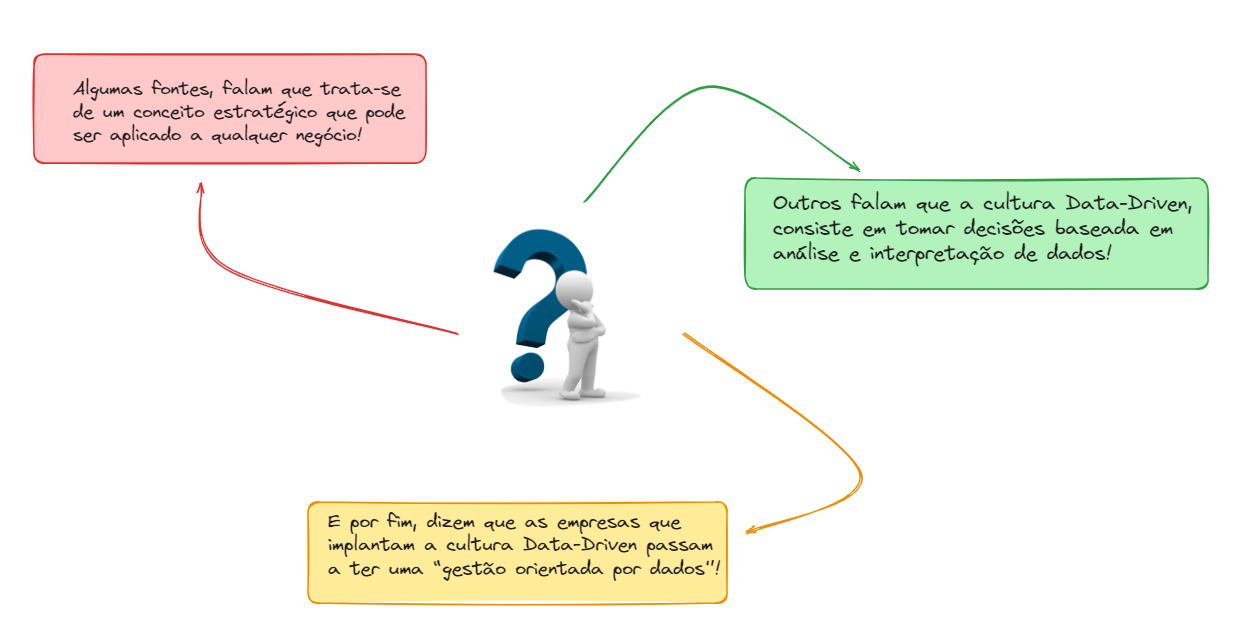 Algumas fontes, falam que trata-se
de um conceito estratégico que pode
ser aplicado a qualquer negócio!
Outros falam que a cultura Data-Driven,
consiste em tomar decisões baseada em
análise e interpretação de dados!
E por fim, dizem que as empresas que
implantam a cultura Data-Driven passam
a ter uma "gestão orientada por dados"!